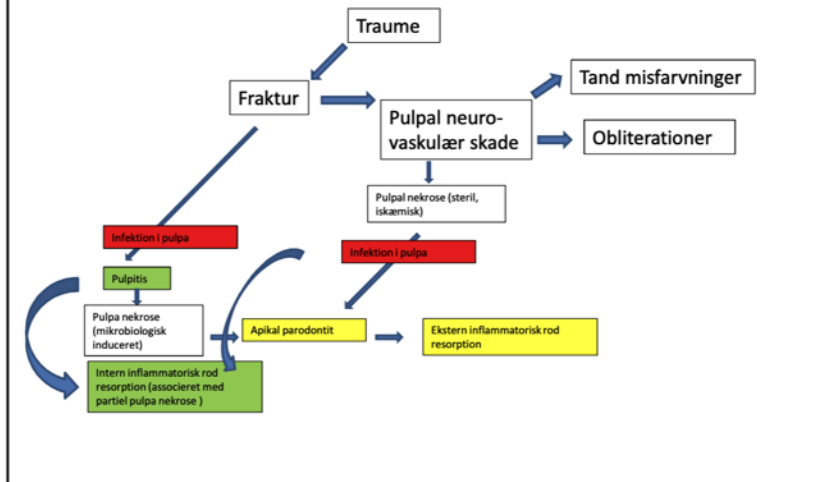 Traume
Fraktur
Tand misfarvninger
Pulpal neuro-
vaskulær skade
Obliterationer
Pulpal nekrose (steril,
iskæmisk)
Infektion i pulpa
Infektion i pulpa
Pulpitis
Pulpa nekrose
(mikrobiologisk
induceret)
Apikal parodontit
Ekstern inflammatorisk rod
resorption
Intern inflammatorisk rod
resorption (associeret med
partiel pulpa nekrose )